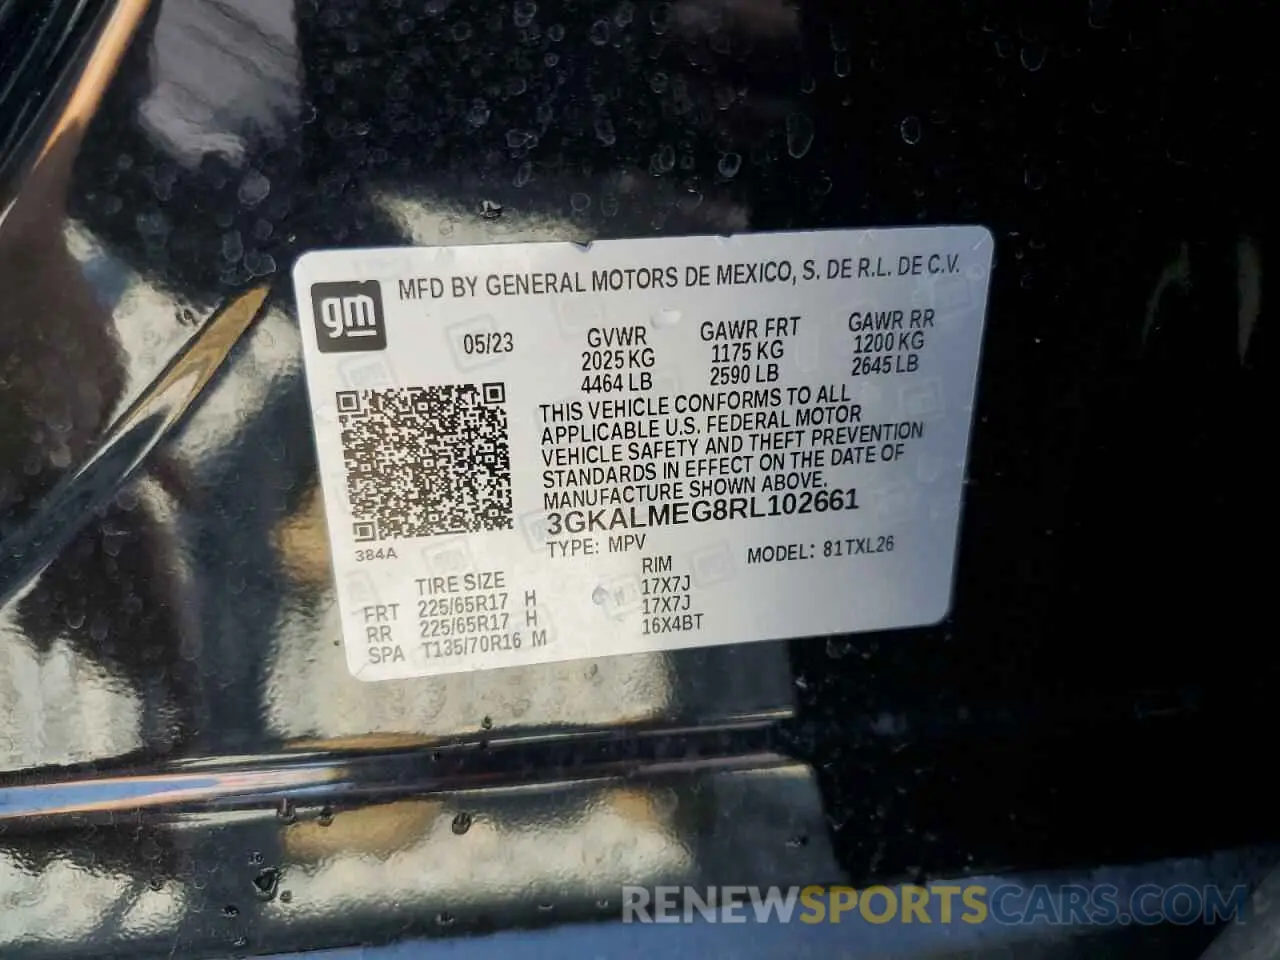 gm
MFD BY GENERAL MOTORS DE MEXICO, S. DE R.L. DE C.V.
05/23
GVWR GAWR FRT GAWR RR
2025 KG 1175 KG 1200 KG
4464 LB 2590 LB 2645 LB
THIS VEHICLE CONFORMS TO ALL
APPLICABLE U.S. FEDERAL MOTOR
VEHICLE SAFETY AND THEFT PREVENTION
STANDARDS IN EFFECT ON THE DATE OF
MANUFACTURE SHOWN ABOVE.
3GKALMEG8RL102661
TYPE: MPV MODEL: 81TXL26
384A
TIRE SIZE RIM
FRT 225/65R17 H 17X7J
RR 225/65R17 H 17X7J
SPA T135/70R16 M 16X4BT
RENEWSPORTSCARS.COM